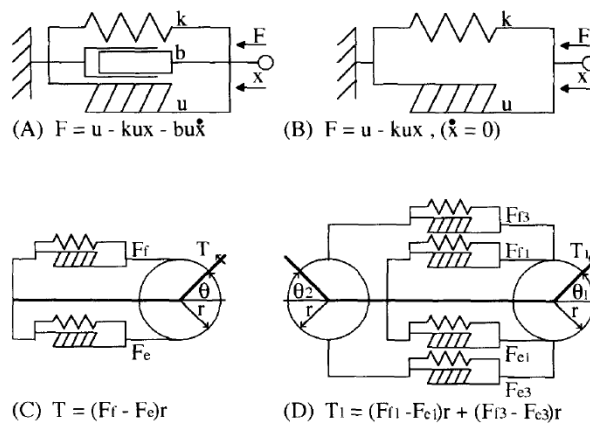 k
F
b
x
u
(A) F = u - kux - buẋ
k
F
x
u
(B) F = u - kux , (ẋ = 0)
Ff
T
θ
r
Fe
(C) T = (Ff - Fe)r
Ff3
Ff1
T1
θ2
r
θ1
r
Fe1
Fe3
(D) T1 = (Ff1 -Fe1)r + (Ff3 -Fe3)r